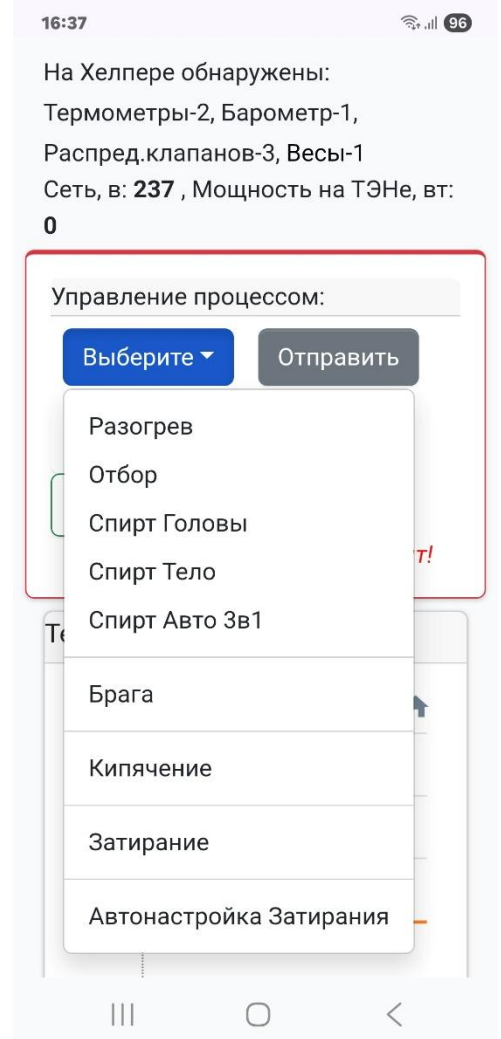 16:37 96
На Хелпере обнаружены:
Термометры-2, Барометр-1,
Распред.клапанов-3, Весы-1
Сеть, в: 237 , Мощность на ТЭНе, вт:
0
Управление процессом:
Выберите Отправить
Разогрев
Отбор
Спирт Головы
Спирт Тело
Спирт Авто 3в1
Брага
Кипячение
Затирание
Автонастройка Затирания